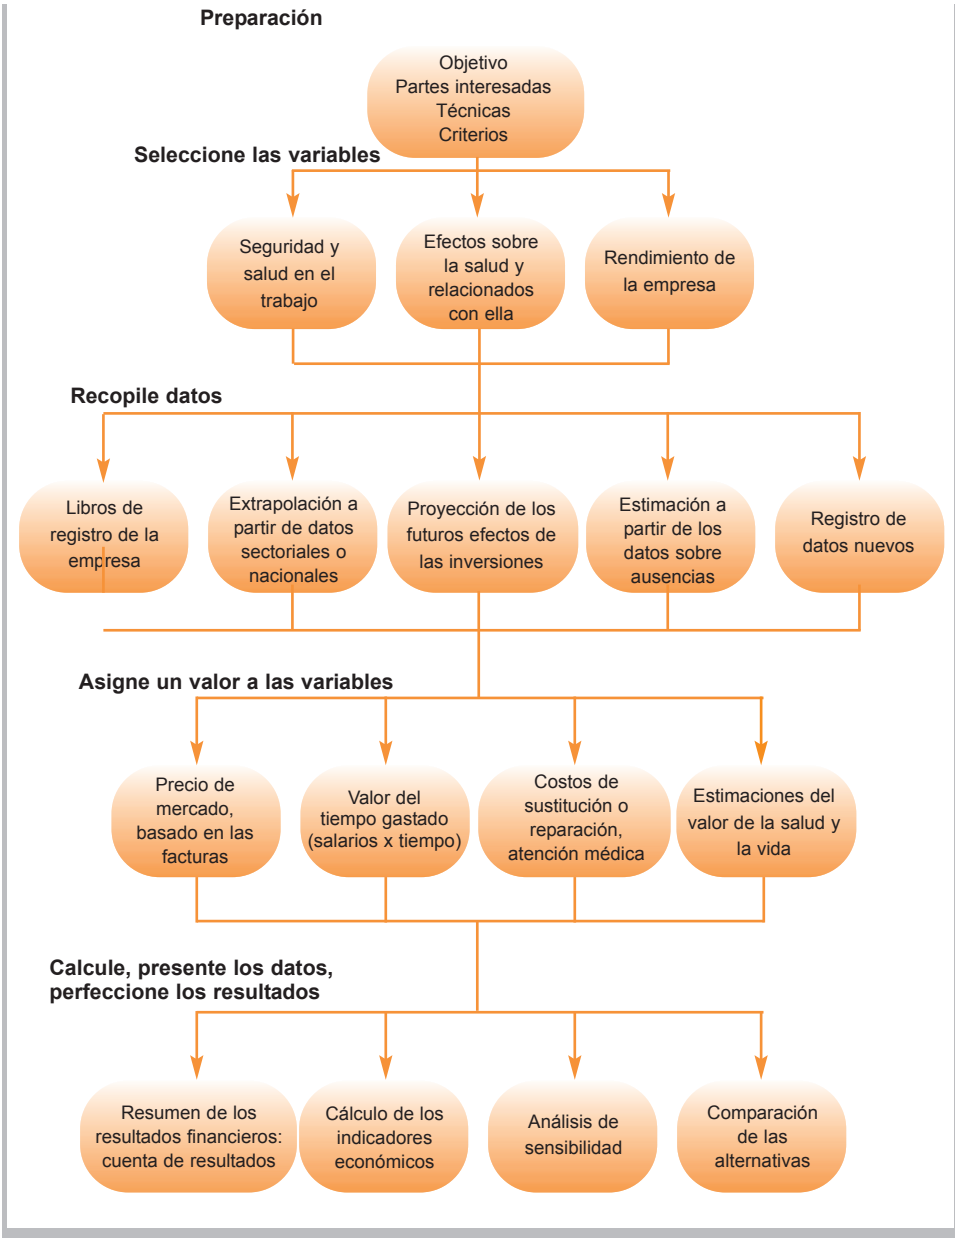 Preparación
Objetivo
Partes interesadas
Técnicas
Criterios
Seleccione las variables
Seguridad y
salud en el
trabajo
Efectos sobre
la salud y
relacionados
con ella
Rendimiento de
la empresa
Recopile datos
Libros de
registro de la
empresa
Extrapolación a
partir de datos
sectoriales o
nacionales
Proyección de los
futuros efectos de
las inversiones
Estimación a
partir de los
datos sobre
ausencias
Registro de
datos nuevos
Asigne un valor a las variables
Precio de
mercado,
basado en las
facturas
Valor del
tiempo gastado
(salarios x tiempo)
Costos de
sustitución o
reparación,
atención médica
Estimaciones del
valor de la salud y
la vida
Calcule, presente los datos,
perfeccione los resultados
Resumen de los
resultados financieros:
cuenta de resultados
Cálculo de los
indicadores
económicos
Análisis de
sensibilidad
Comparación
de las
alternativas